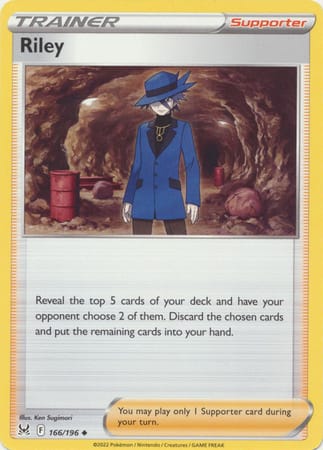 TRAINER
Supporter
Riley
Reveal the top 5 cards of your deck and have your
opponent choose 2 of them. Discard the chosen cards
and put the remaining cards into your hand.
Illus. Ken Sugimori
F 166/196
You may play only 1 Supporter card during
your turn.
©2022 Pokémon / Nintendo / Creatures / GAME FREAK